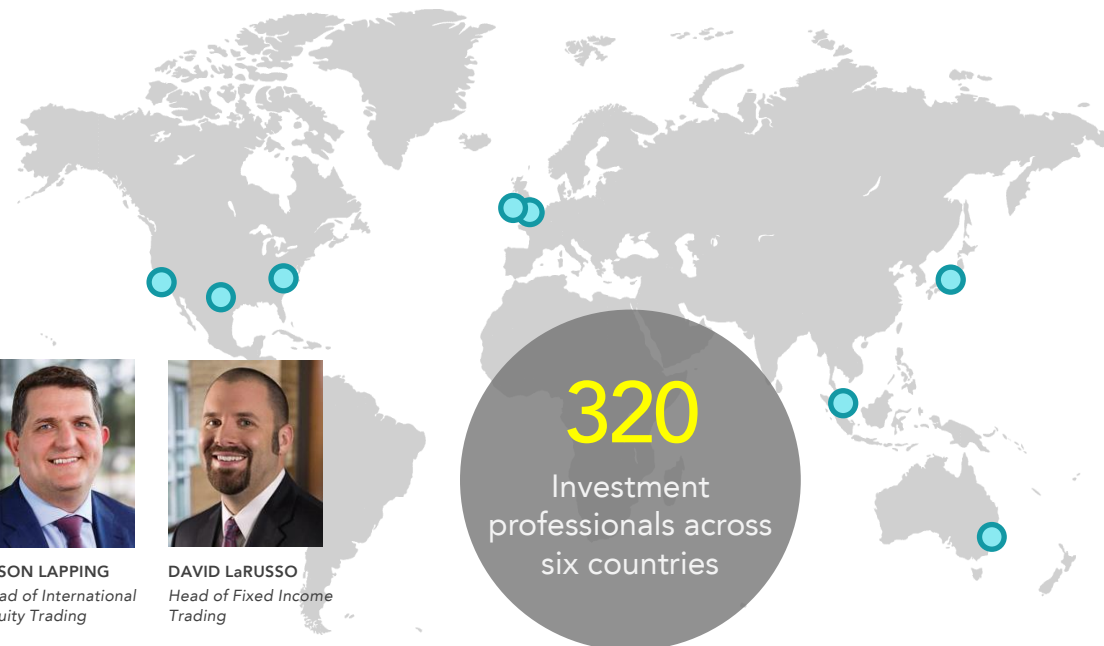 320
Investment
professionals across
six countries
SON LAPPING
ad of International
uity Trading
DAVID LaRUSSO
Head of Fixed Income
Trading